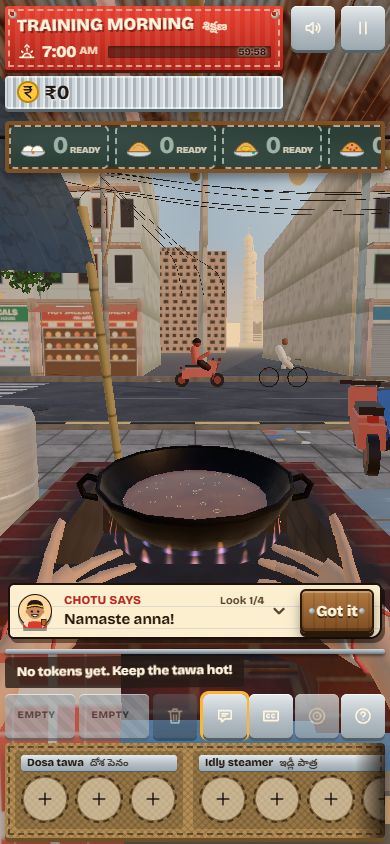 TRAINING MORNING శిక్షణ
7:00 AM 59:58
₹ ₹0
0 READY 0 READY 0 READY 0
CHOTU SAYS Look 1/4
Namaste anna!
Got it
No tokens yet. Keep the tawa hot!
EMPTY EMPTY CC ?
Dosa tawa దోశ పెనం Idly steamer ఇడ్లీ పాత్ర
+ + + + + +